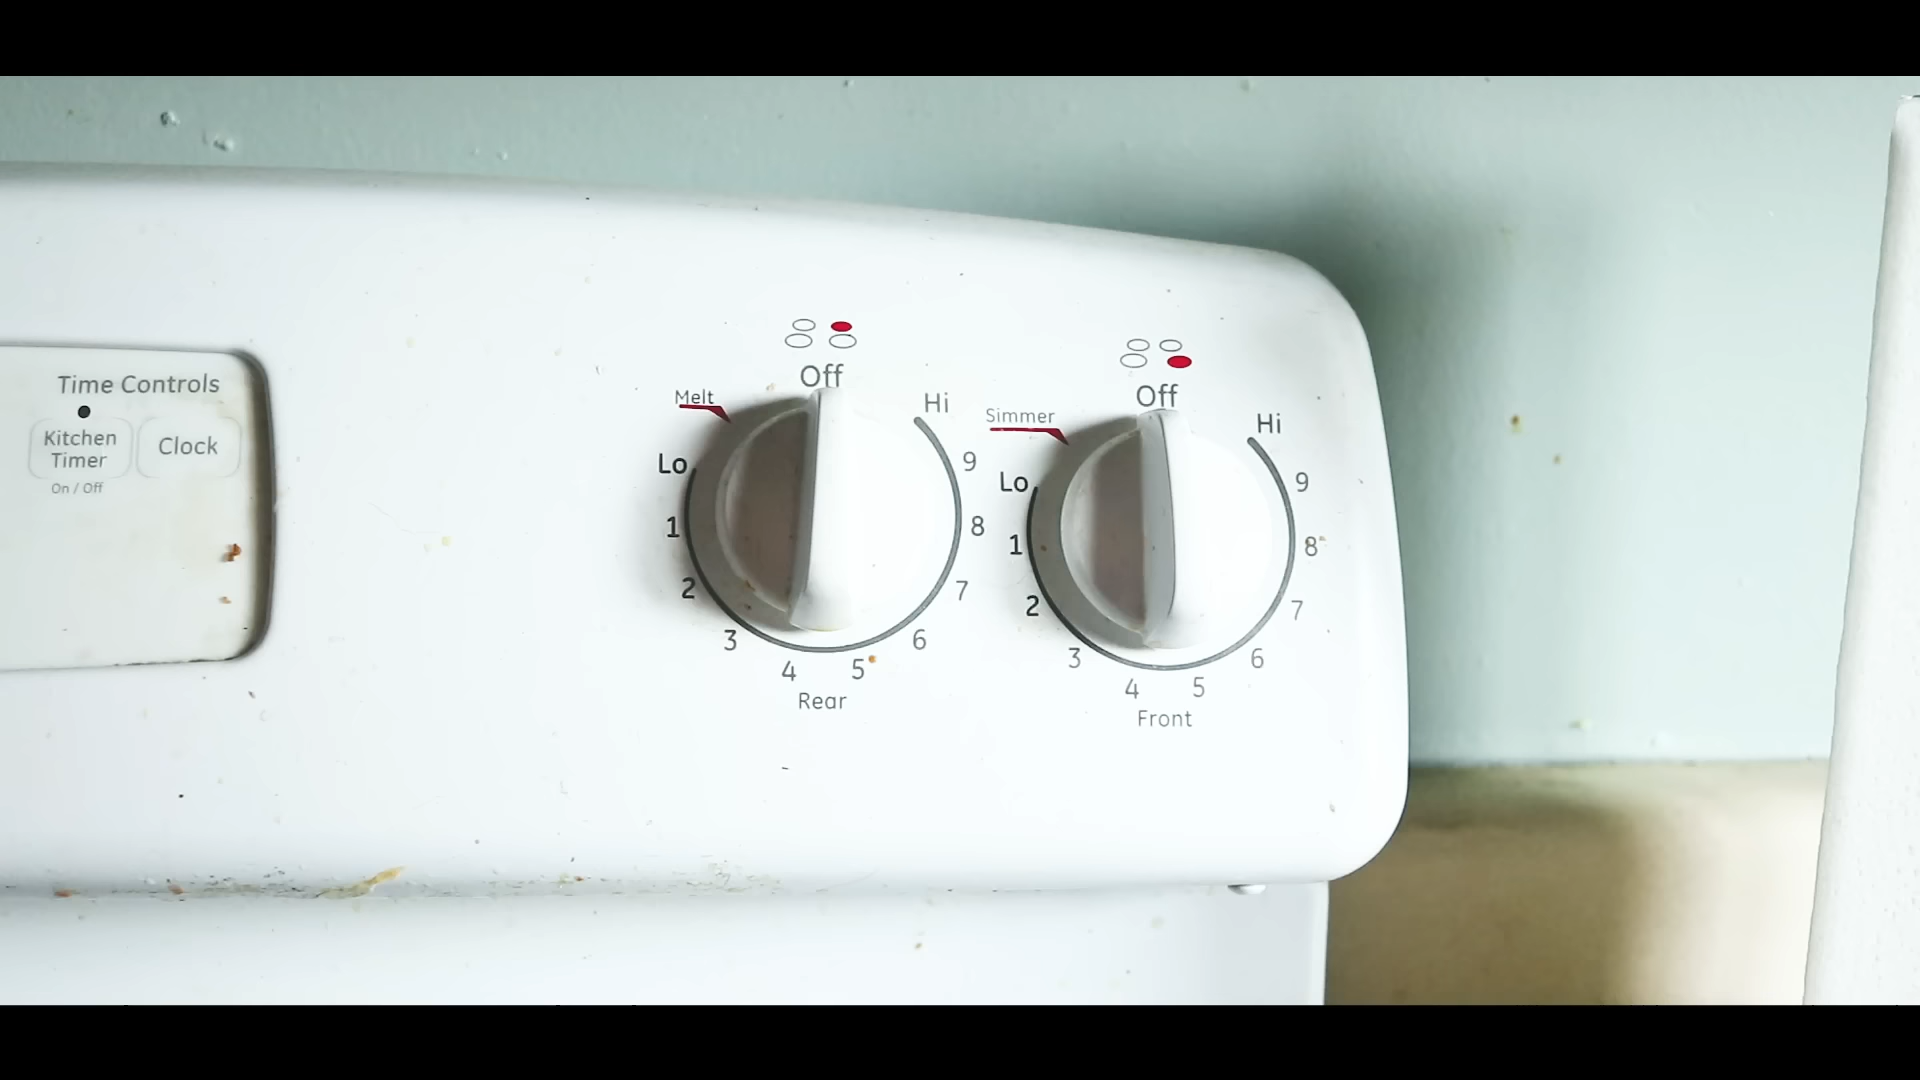 Time Controls
Kitchen
Timer
On / Off
Clock
Off
Melt
Hi
Lo
9
1
8
2
7
3
6
4
5
Rear
Off
Simmer
Hi
Lo
9
1
8
2
7
3
6
4
5
Front